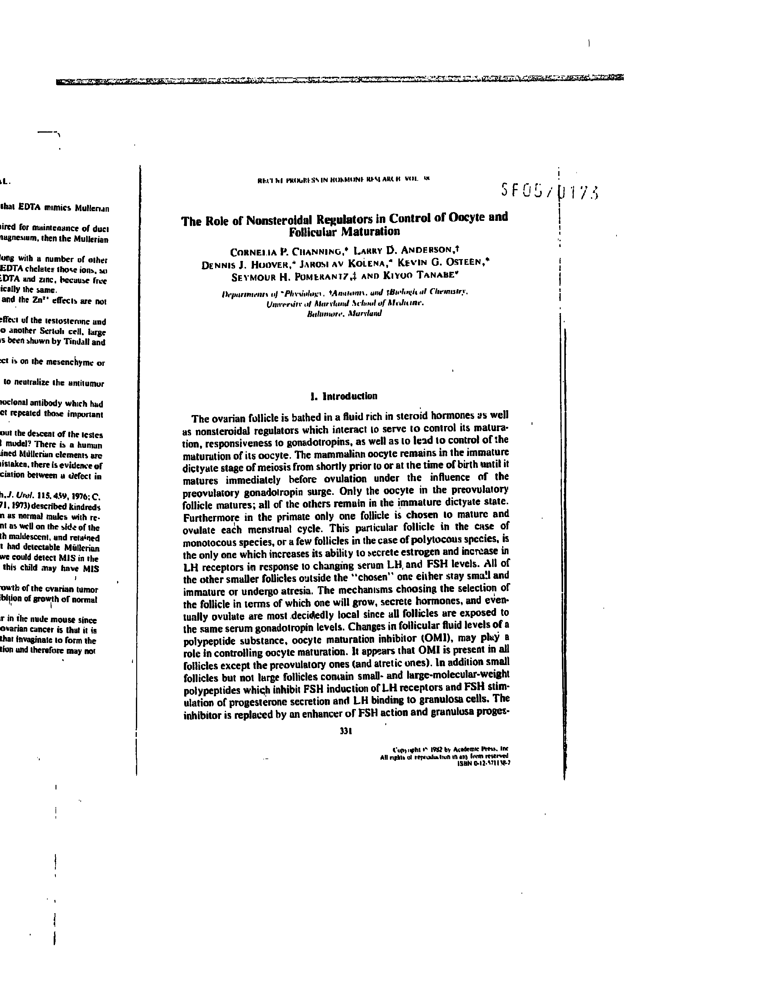 AL.
that EDTA mimics Mullerian
ired for maintenance of duct
magnesium, then the Mullerian
long with a number of other
EDTA chelates those ions, so
EDTA and zinc, because free
ically the same.
and the Zn²⁺ effects are not
effect of the testosterone and
o another Sertoli cell, large
s been shown by Tindall and
ect is on the mesenchyme or
to neutralize the antitumor
noclonal antibody which had
et repeated those important
out the descent of the testes
l model? There is a human
ined Müllerian elements are
istaken, there is evidence of
ciation between a defect in
h, J. Urol. 115, 459, 1976; C.
71, 1973) described kindreds
n as normal males with re-
nt as well on the side of the
th maldescent, and retained
t had detectable Müllerian
we could detect MIS in the
this child may have MIS
rowth of the ovarian tumor
bition of growth of normal
r in the nude mouse since
ovarian cancer is that it is
that invaginate to form the
tion and therefore may not
RECENT PROGRESS IN HORMONE RESEARCH, VOL. 38
SF05/0173
The Role of Nonsteroidal Regulators in Control of Oocyte and
Follicular Maturation
CORNELIA P. CHANNING,* LARRY D. ANDERSON,†
DENNIS J. HOOVER,* JAROSLAV KOLENA,* KEVIN G. OSTEEN,*
SEYMOUR H. POMERANTZ,‡ AND KIYOO TANABE*
Departments of *Physiology, †Anatomy, and ‡Biological Chemistry,
University of Maryland School of Medicine,
Baltimore, Maryland
I. Introduction
The ovarian follicle is bathed in a fluid rich in steroid hormones as well
as nonsteroidal regulators which interact to serve to control its matura-
tion, responsiveness to gonadotropins, as well as to lead to control of the
maturation of its oocyte. The mammalian oocyte remains in the immature
dictyate stage of meiosis from shortly prior to or at the time of birth until it
matures immediately before ovulation under the influence of the
preovulatory gonadotropin surge. Only the oocyte in the preovulatory
follicle matures; all of the others remain in the immature dictyate state.
Furthermore in the primate only one follicle is chosen to mature and
ovulate each menstrual cycle. This particular follicle in the case of
monotocous species, or a few follicles in the case of polytocous species, is
the only one which increases its ability to secrete estrogen and increase in
LH receptors in response to changing serum LH and FSH levels. All of
the other smaller follicles outside the "chosen" one either stay small and
immature or undergo atresia. The mechanisms choosing the selection of
the follicle in terms of which one will grow, secrete hormones, and even-
tually ovulate are most decidedly local since all follicles are exposed to
the same serum gonadotropin levels. Changes in follicular fluid levels of a
polypeptide substance, oocyte maturation inhibitor (OMI), may play a
role in controlling oocyte maturation. It appears that OMI is present in all
follicles except the preovulatory ones (and atretic ones). In addition small
follicles but not large follicles contain small- and large-molecular-weight
polypeptides which inhibit FSH induction of LH receptors and FSH stim-
ulation of progesterone secretion and LH binding to granulosa cells. The
inhibitor is replaced by an enhancer of FSH action and granulosa proges-
331
Copyright © 1982 by Academic Press, Inc
All rights of reproduction in any form reserved
ISBN 0-12-571138-7